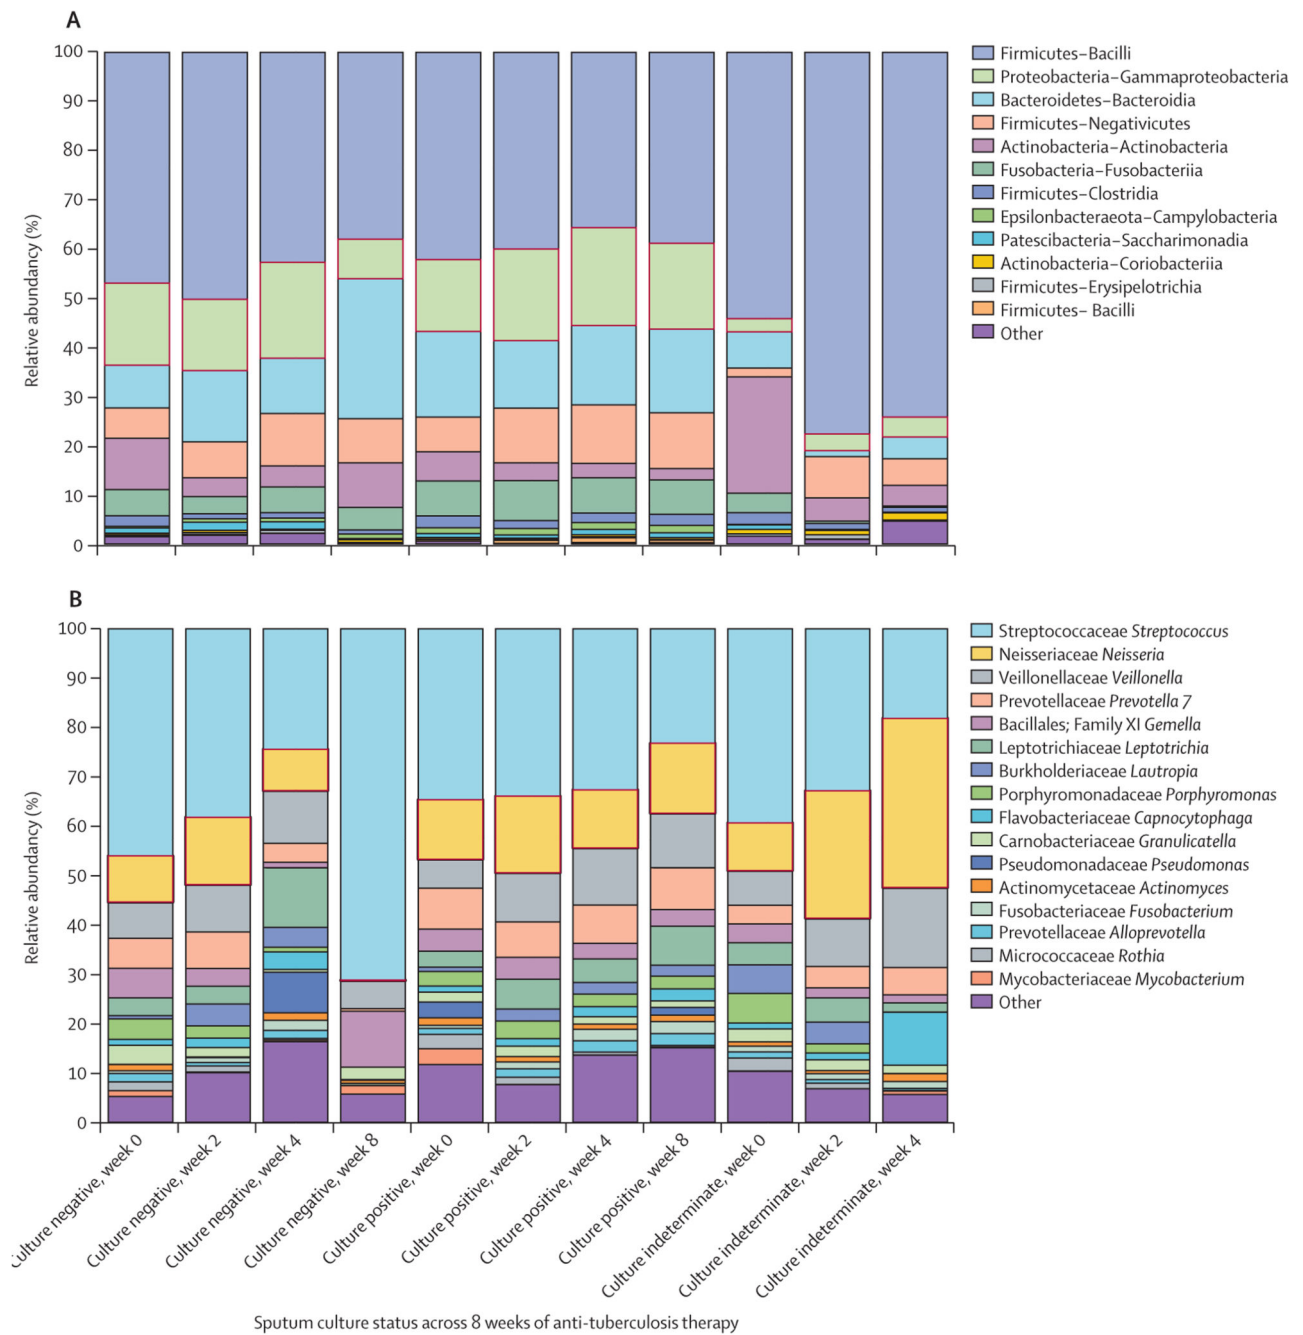 A
100
90
80
70
60
50
40
30
20
10
0
Relative abundancy (%)
Firmicutes–Bacilli
Proteobacteria–Gammaproteobacteria
Bacteroidetes–Bacteroidia
Firmicutes–Negativicutes
Actinobacteria–Actinobacteria
Fusobacteria–Fusobacteriia
Firmicutes–Clostridia
Epsilonbacteraeota–Campylobacteria
Patescibacteria–Saccharimonadia
Actinobacteria–Coriobacteriia
Firmicutes–Erysipelotrichia
Firmicutes– Bacilli
Other
B
100
90
80
70
60
50
40
30
20
10
0
Relative abundancy (%)
Streptococcaceae Streptococcus
Neisseriaceae Neisseria
Veillonellaceae Veillonella
Prevotellaceae Prevotella 7
Bacillales; Family XI Gemella
Leptotrichiaceae Leptotrichia
Burkholderiaceae Lautropia
Porphyromonadaceae Porphyromonas
Flavobacteriaceae Capnocytophaga
Carnobacteriaceae Granulicatella
Pseudomonadaceae Pseudomonas
Actinomycetaceae Actinomyces
Fusobacteriaceae Fusobacterium
Prevotellaceae Alloprevotella
Micrococcaceae Rothia
Mycobacteriaceae Mycobacterium
Other
Culture negative, week 0
Culture negative, week 2
Culture negative, week 4
Culture negative, week 8
Culture positive, week 0
Culture positive, week 2
Culture positive, week 4
Culture positive, week 8
Culture indeterminate, week 0
Culture indeterminate, week 2
Culture indeterminate, week 4
Sputum culture status across 8 weeks of anti-tuberculosis therapy